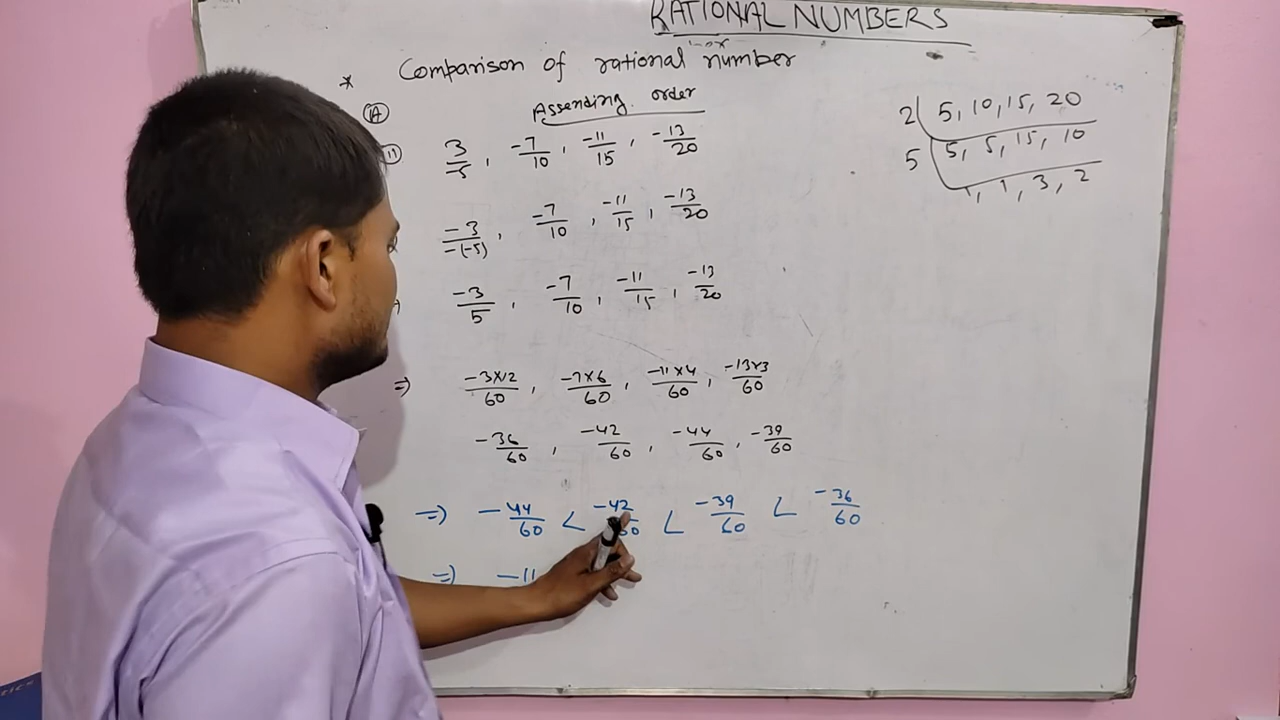 RATIONAL NUMBERS
* Comparison of rational number
(A) Assending order
3/-5, -7/10, -11/15, -13/20
-3/-(-5), -7/10, -11/15, -13/20
-3/5, -7/10, -11/15, -13/20
=) -3×12/60, -7×6/60, -11×4/60, -13×3/60
-36/60, -42/60, -44/60, -39/60
=) -44/60 < -42/60 < -39/60 < -36/60
=) -11
2 | 5, 10, 15, 20
5 | 5, 5, 15, 10
1, 1, 3, 2